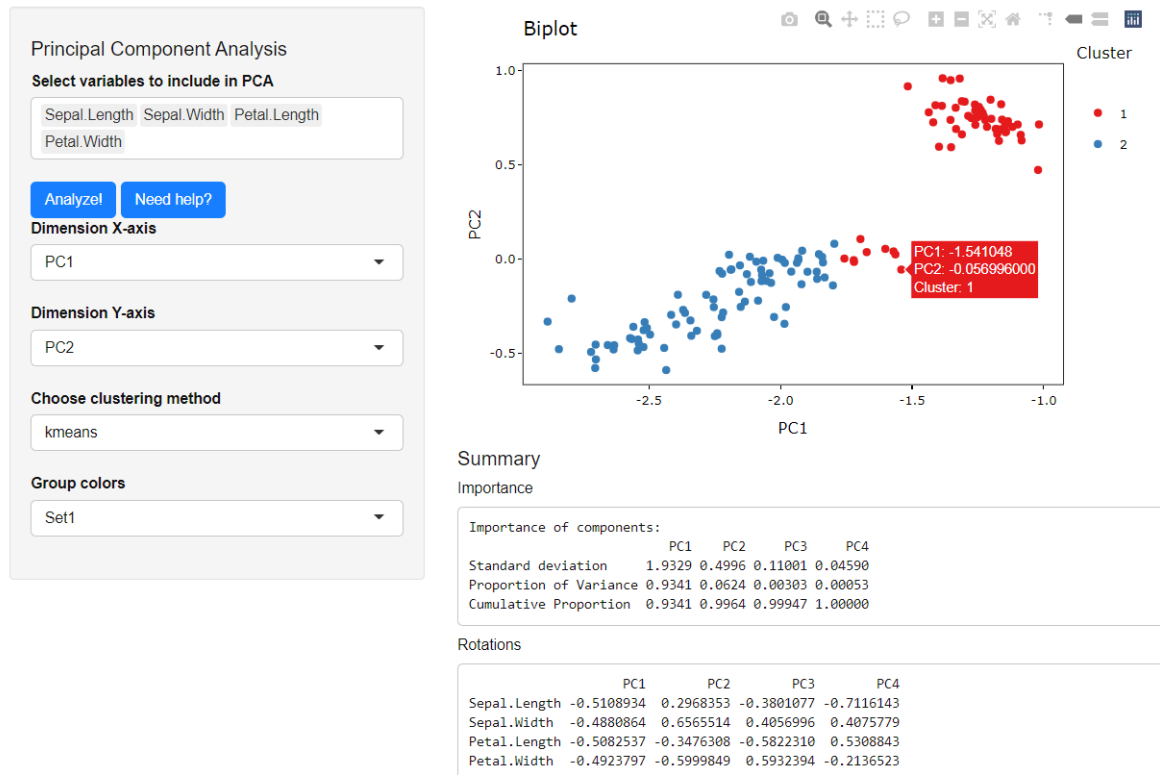 Principal Component Analysis
Select variables to include in PCA
Sepal.Length Sepal.Width Petal.Length
Petal.Width
Analyze! Need help?
Dimension X-axis
PC1
Dimension Y-axis
PC2
Choose clustering method
kmeans
Group colors
Set1
Biplot
Cluster
1
2
1.0
0.5
0.0
-0.5
PC2
PC1: -1.541048
PC2: -0.056996000
Cluster: 1
-2.5 -2.0 -1.5 -1.0
PC1
Summary
Importance
Importance of components:
PC1 PC2 PC3 PC4
Standard deviation 1.9329 0.4996 0.11001 0.04590
Proportion of Variance 0.9341 0.0624 0.00303 0.00053
Cumulative Proportion 0.9341 0.9964 0.99947 1.00000
Rotations
PC1 PC2 PC3 PC4
Sepal.Length -0.5108934 0.2968353 -0.3801077 -0.7116143
Sepal.Width -0.4880864 0.6565514 0.4056996 0.4075779
Petal.Length -0.5082537 -0.3476308 -0.5822310 0.5308843
Petal.Width -0.4923797 -0.5999849 0.5932394 -0.2136523